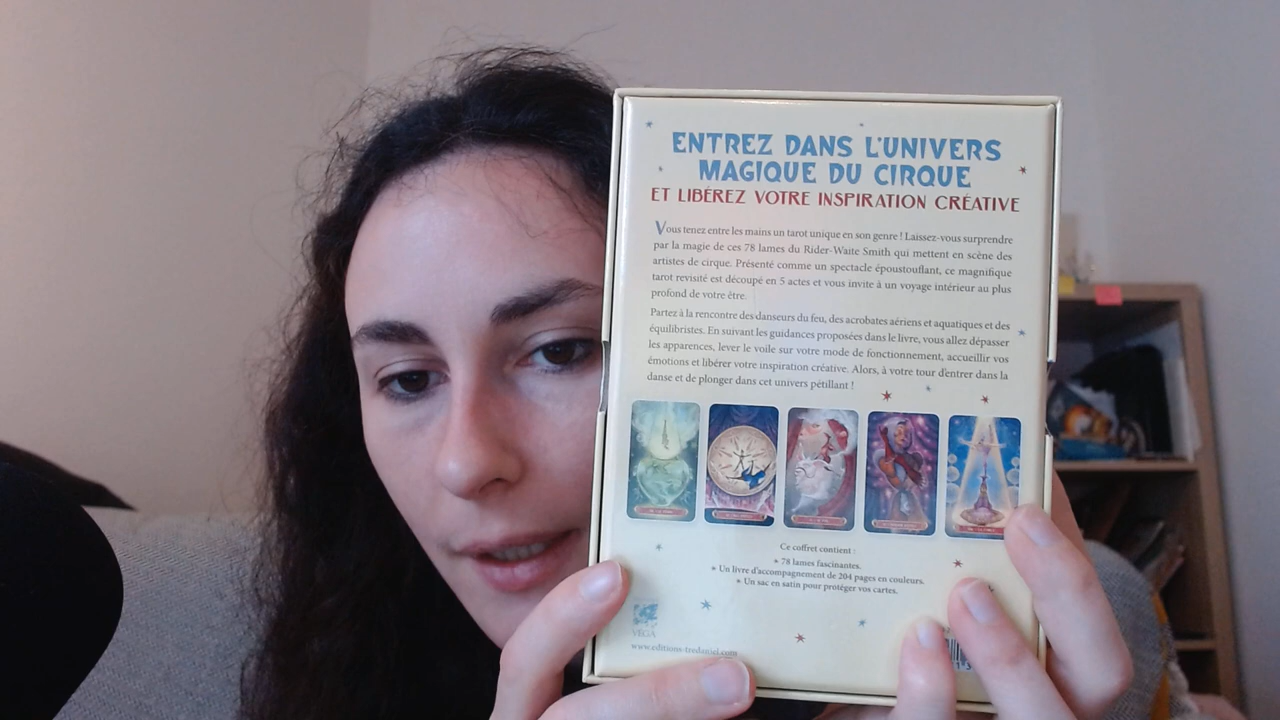 ENTREZ DANS L'UNIVERS
MAGIQUE DU CIRQUE
ET LIBÉREZ VOTRE INSPIRATION CRÉATIVE
Vous tenez entre les mains un tarot unique en son genre ! Laissez-vous surprendre
par la magie de ces 78 lames du Rider-Waite Smith qui mettent en scène des
artistes de cirque. Présenté comme un spectacle époustouflant, ce magnifique
tarot revisité est découpé en 5 actes et vous invite à un voyage intérieur au plus
profond de votre être.
Partez à la rencontre des danseurs du feu, des acrobates aériens et aquatiques et des
équilibristes. En suivant les guidances proposées dans le livre, vous allez dépasser
les apparences, lever le voile sur votre mode de fonctionnement, accueillir vos
émotions et libérer votre inspiration créative. Alors, à votre tour d'entrer dans la
danse et de plonger dans cet univers pétillant !
Ce coffret contient :
* 78 lames fascinantes.
* Un livre d'accompagnement de 204 pages en couleurs.
* Un sac en satin pour protéger vos cartes.
VEGA
www.editions-tredaniel.com